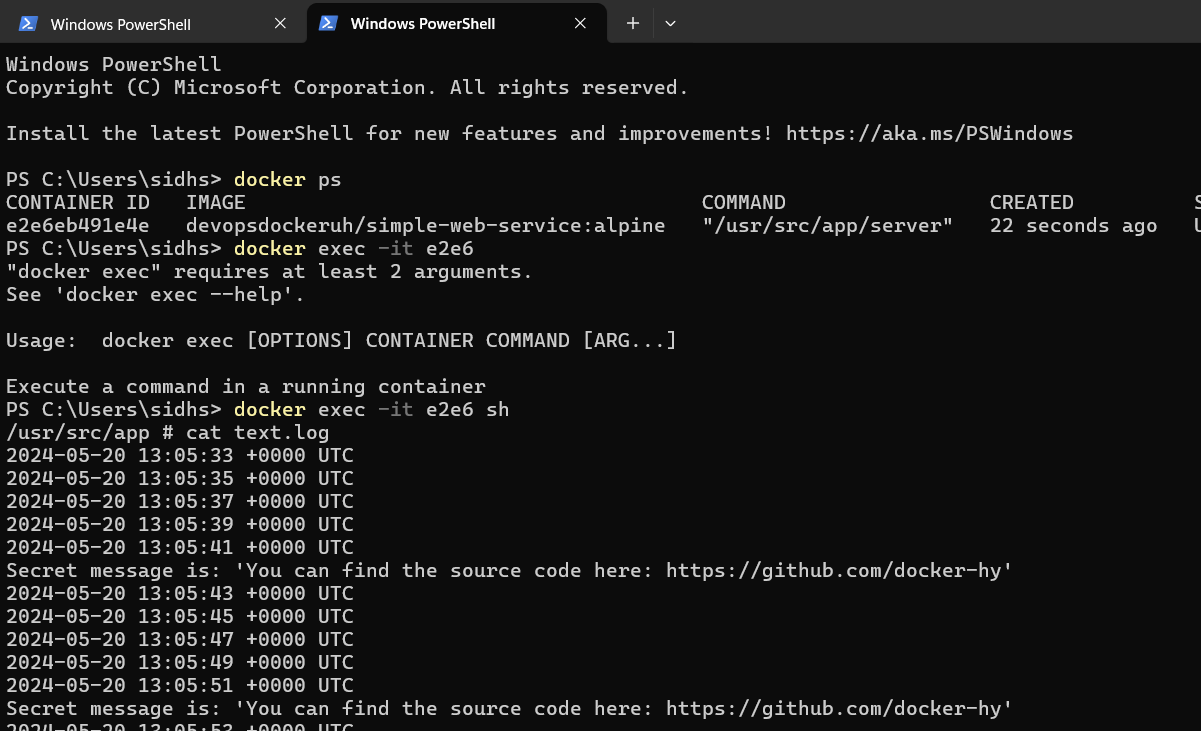 Windows PowerShell
Windows PowerShell
Windows PowerShell
Copyright (C) Microsoft Corporation. All rights reserved.
Install the latest PowerShell for new features and improvements! https://aka.ms/PSWindows
PS C:\Users\sidhs> docker ps
CONTAINER ID   IMAGE                                      COMMAND                CREATED
e2e6eb491e4e   devopsdockeruh/simple-web-service:alpine   "/usr/src/app/server"   22 seconds ago
PS C:\Users\sidhs> docker exec -it e2e6
"docker exec" requires at least 2 arguments.
See 'docker exec --help'.
Usage:  docker exec [OPTIONS] CONTAINER COMMAND [ARG...]
Execute a command in a running container
PS C:\Users\sidhs> docker exec -it e2e6 sh
/usr/src/app # cat text.log
2024-05-20 13:05:33 +0000 UTC
2024-05-20 13:05:35 +0000 UTC
2024-05-20 13:05:37 +0000 UTC
2024-05-20 13:05:39 +0000 UTC
2024-05-20 13:05:41 +0000 UTC
Secret message is: 'You can find the source code here: https://github.com/docker-hy'
2024-05-20 13:05:43 +0000 UTC
2024-05-20 13:05:45 +0000 UTC
2024-05-20 13:05:47 +0000 UTC
2024-05-20 13:05:49 +0000 UTC
2024-05-20 13:05:51 +0000 UTC
Secret message is: 'You can find the source code here: https://github.com/docker-hy'
2024-05-20 13:05:53 +0000 UTC